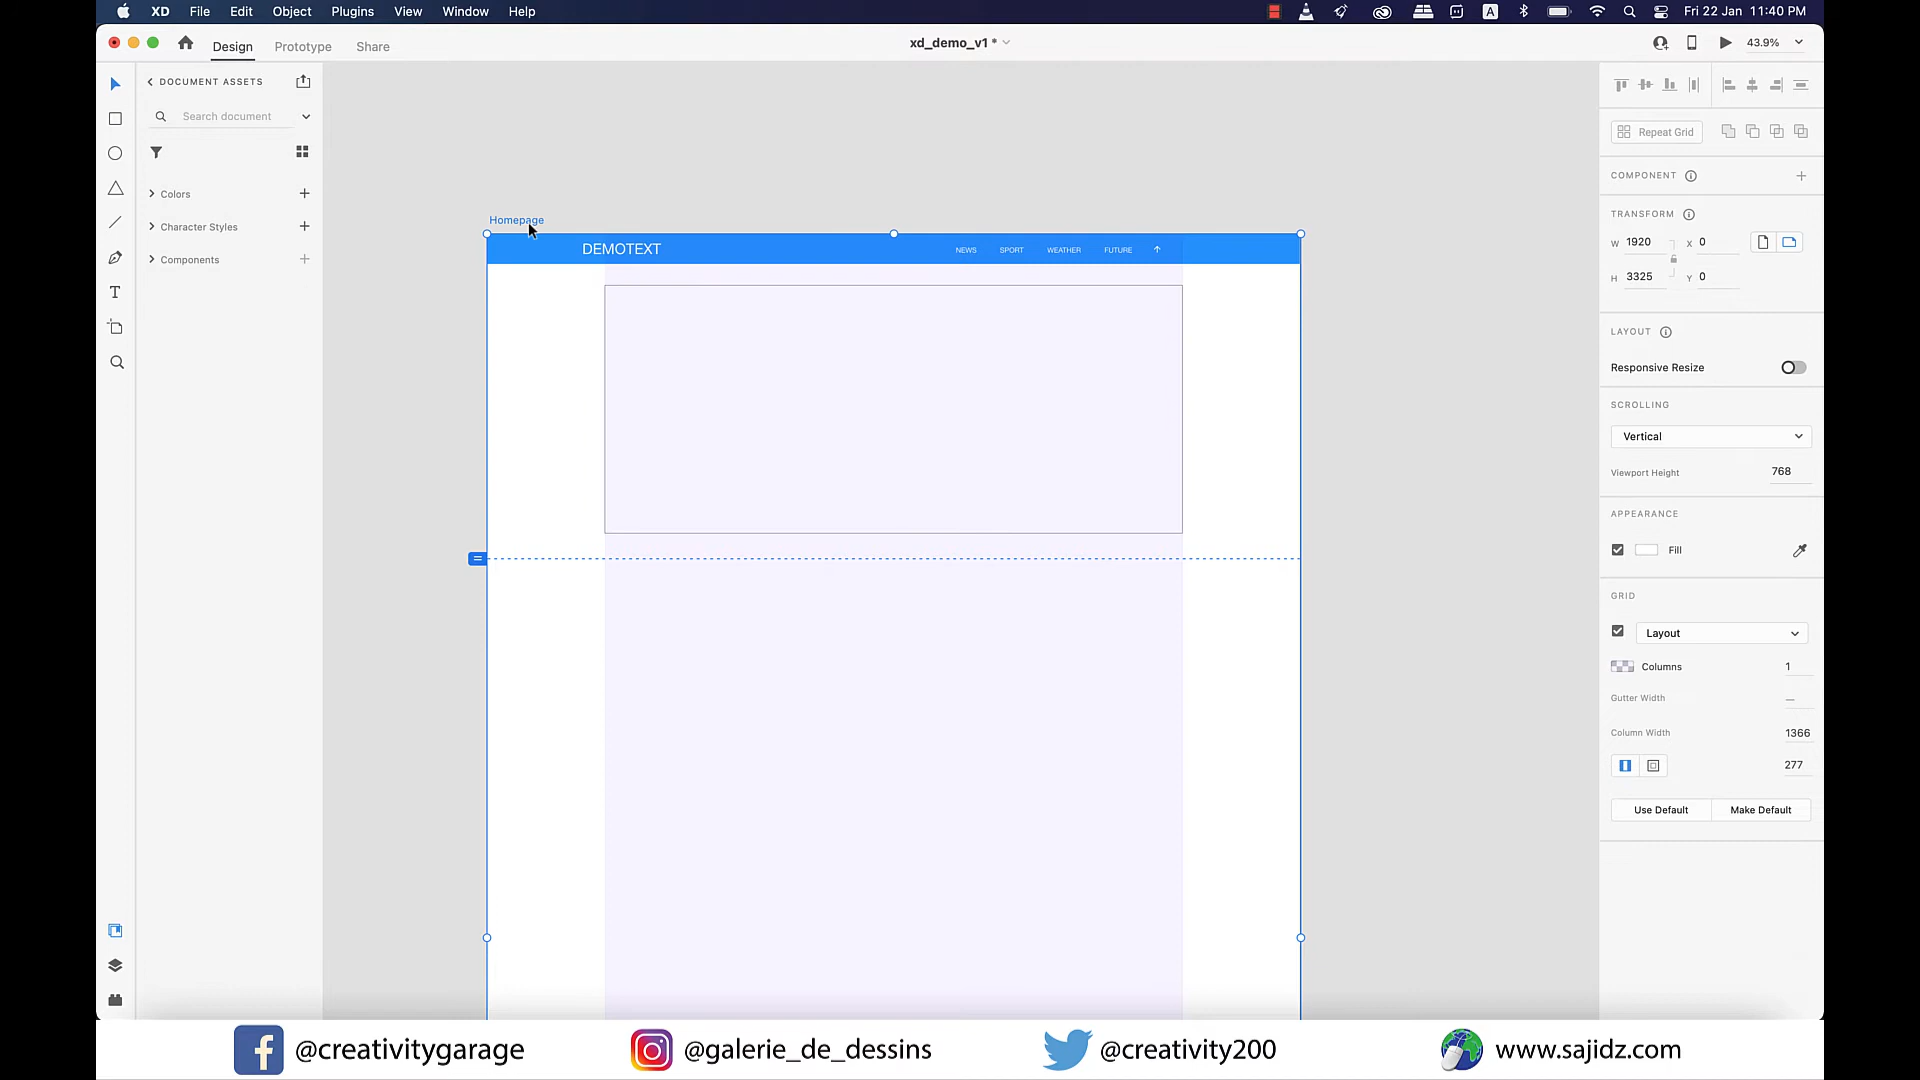 XD File Edit Object Plugins View Window Help
A Fri 22 Jan 11:40 PM
Design Prototype Share
xd_demo_v1 *
43.9%
DOCUMENT ASSETS
Search document
Colors
Character Styles
Components
T
Homepage
DEMOTEXT NEWS SPORT WEATHER FUTURE
Repeat Grid
COMPONENT
TRANSFORM
W 1920 X 0
H 3325 Y 0
LAYOUT
Responsive Resize
SCROLLING
Vertical
Viewport Height 768
APPEARANCE
Fill
GRID
Layout
Columns 1
Gutter Width —
Column Width 1366
277
Use Default Make Default
@creativitygarage @galerie_de_dessins @creativity200 www.sajidz.com